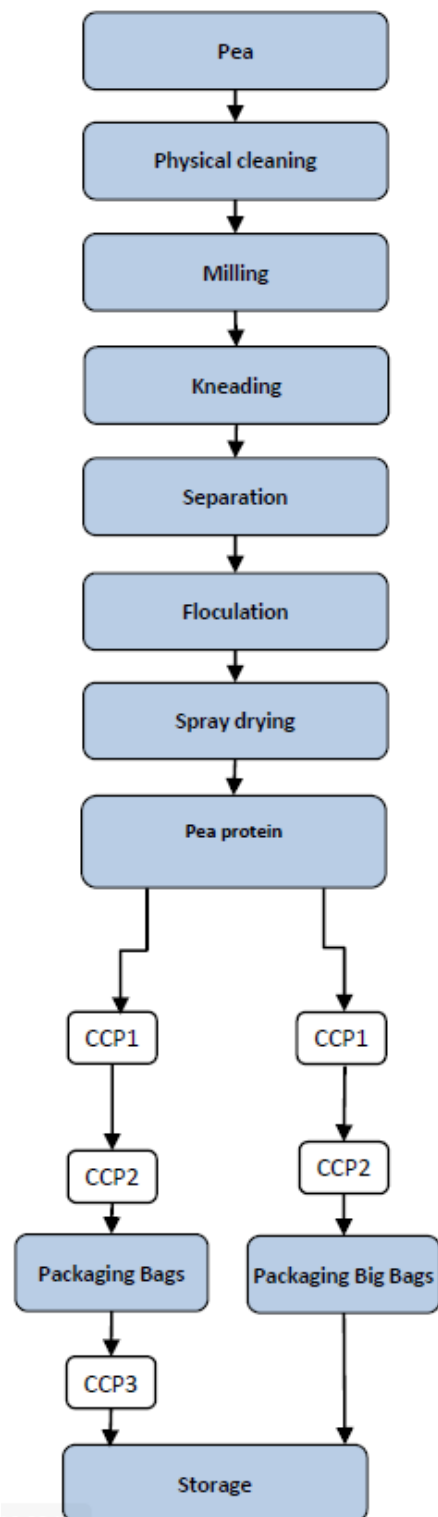 Pea
Physical cleaning
Milling
Kneading
Separation
Floculation
Spray drying
Pea protein
CCP1
CCP1
CCP2
CCP2
Packaging Bags
Packaging Big Bags
CCP3
Storage